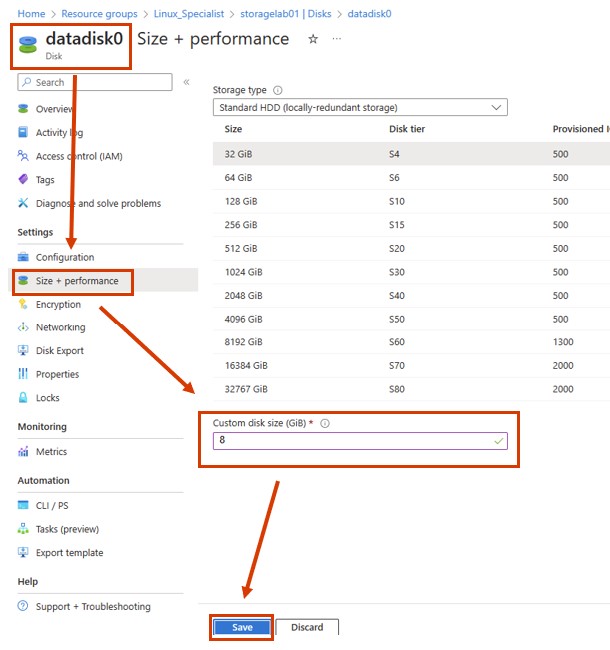 Home > Resource groups > Linux_Specialist > storagelab01 | Disks > datadisk0
datadisk0 Size + performance ☆ ...
Disk
Search «
Overview
Activity log
Access control (IAM)
Tags
Diagnose and solve problems
Settings
Configuration
Size + performance
Encryption
Networking
Disk Export
Properties
Locks
Monitoring
Metrics
Automation
CLI / PS
Tasks (preview)
Export template
Help
Support + Troubleshooting
Storage type
Standard HDD (locally-redundant storage)
Size Disk tier Provisioned
32 GiB S4 500
64 GiB S6 500
128 GiB S10 500
256 GiB S15 500
512 GiB S20 500
1024 GiB S30 500
2048 GiB S40 500
4096 GiB S50 500
8192 GiB S60 1300
16384 GiB S70 2000
32767 GiB S80 2000
Custom disk size (GiB) *
8
Save Discard